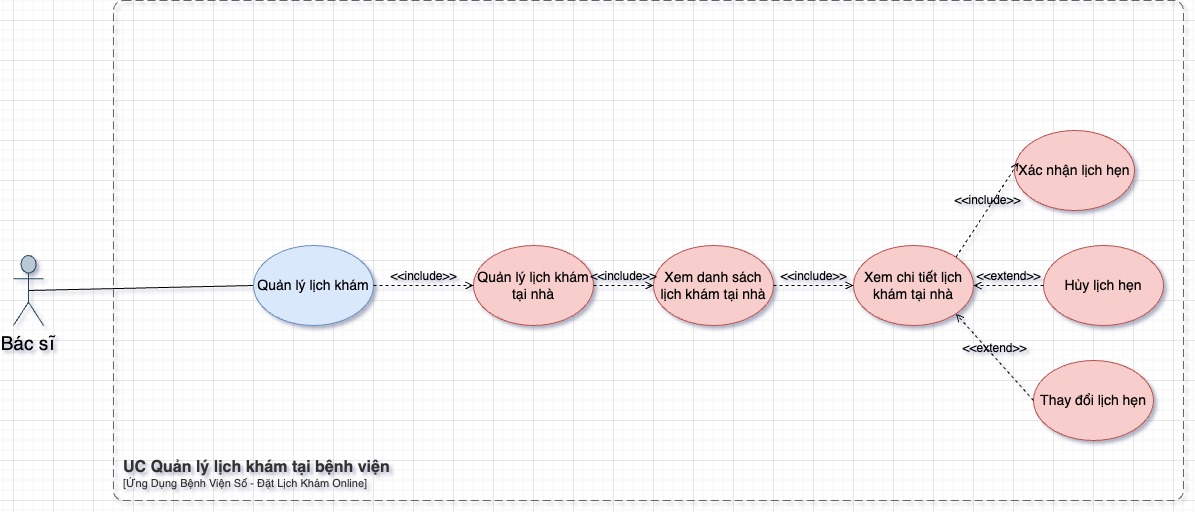 Xác nhận lịch hẹn
<<include>>
Quản lý lịch khám
<<include>>
Quản lý lịch khám
tại nhà
<<include>>
Xem danh sách
lịch khám tại nhà
<<include>>
Xem chi tiết lịch
khám tại nhà
<<extend>>
Hủy lịch hẹn
Bác sĩ
<<extend>>
Thay đổi lịch hẹn
UC Quản lý lịch khám tại bệnh viện
[Ứng Dụng Bệnh Viện Số - Đặt Lịch Khám Online]